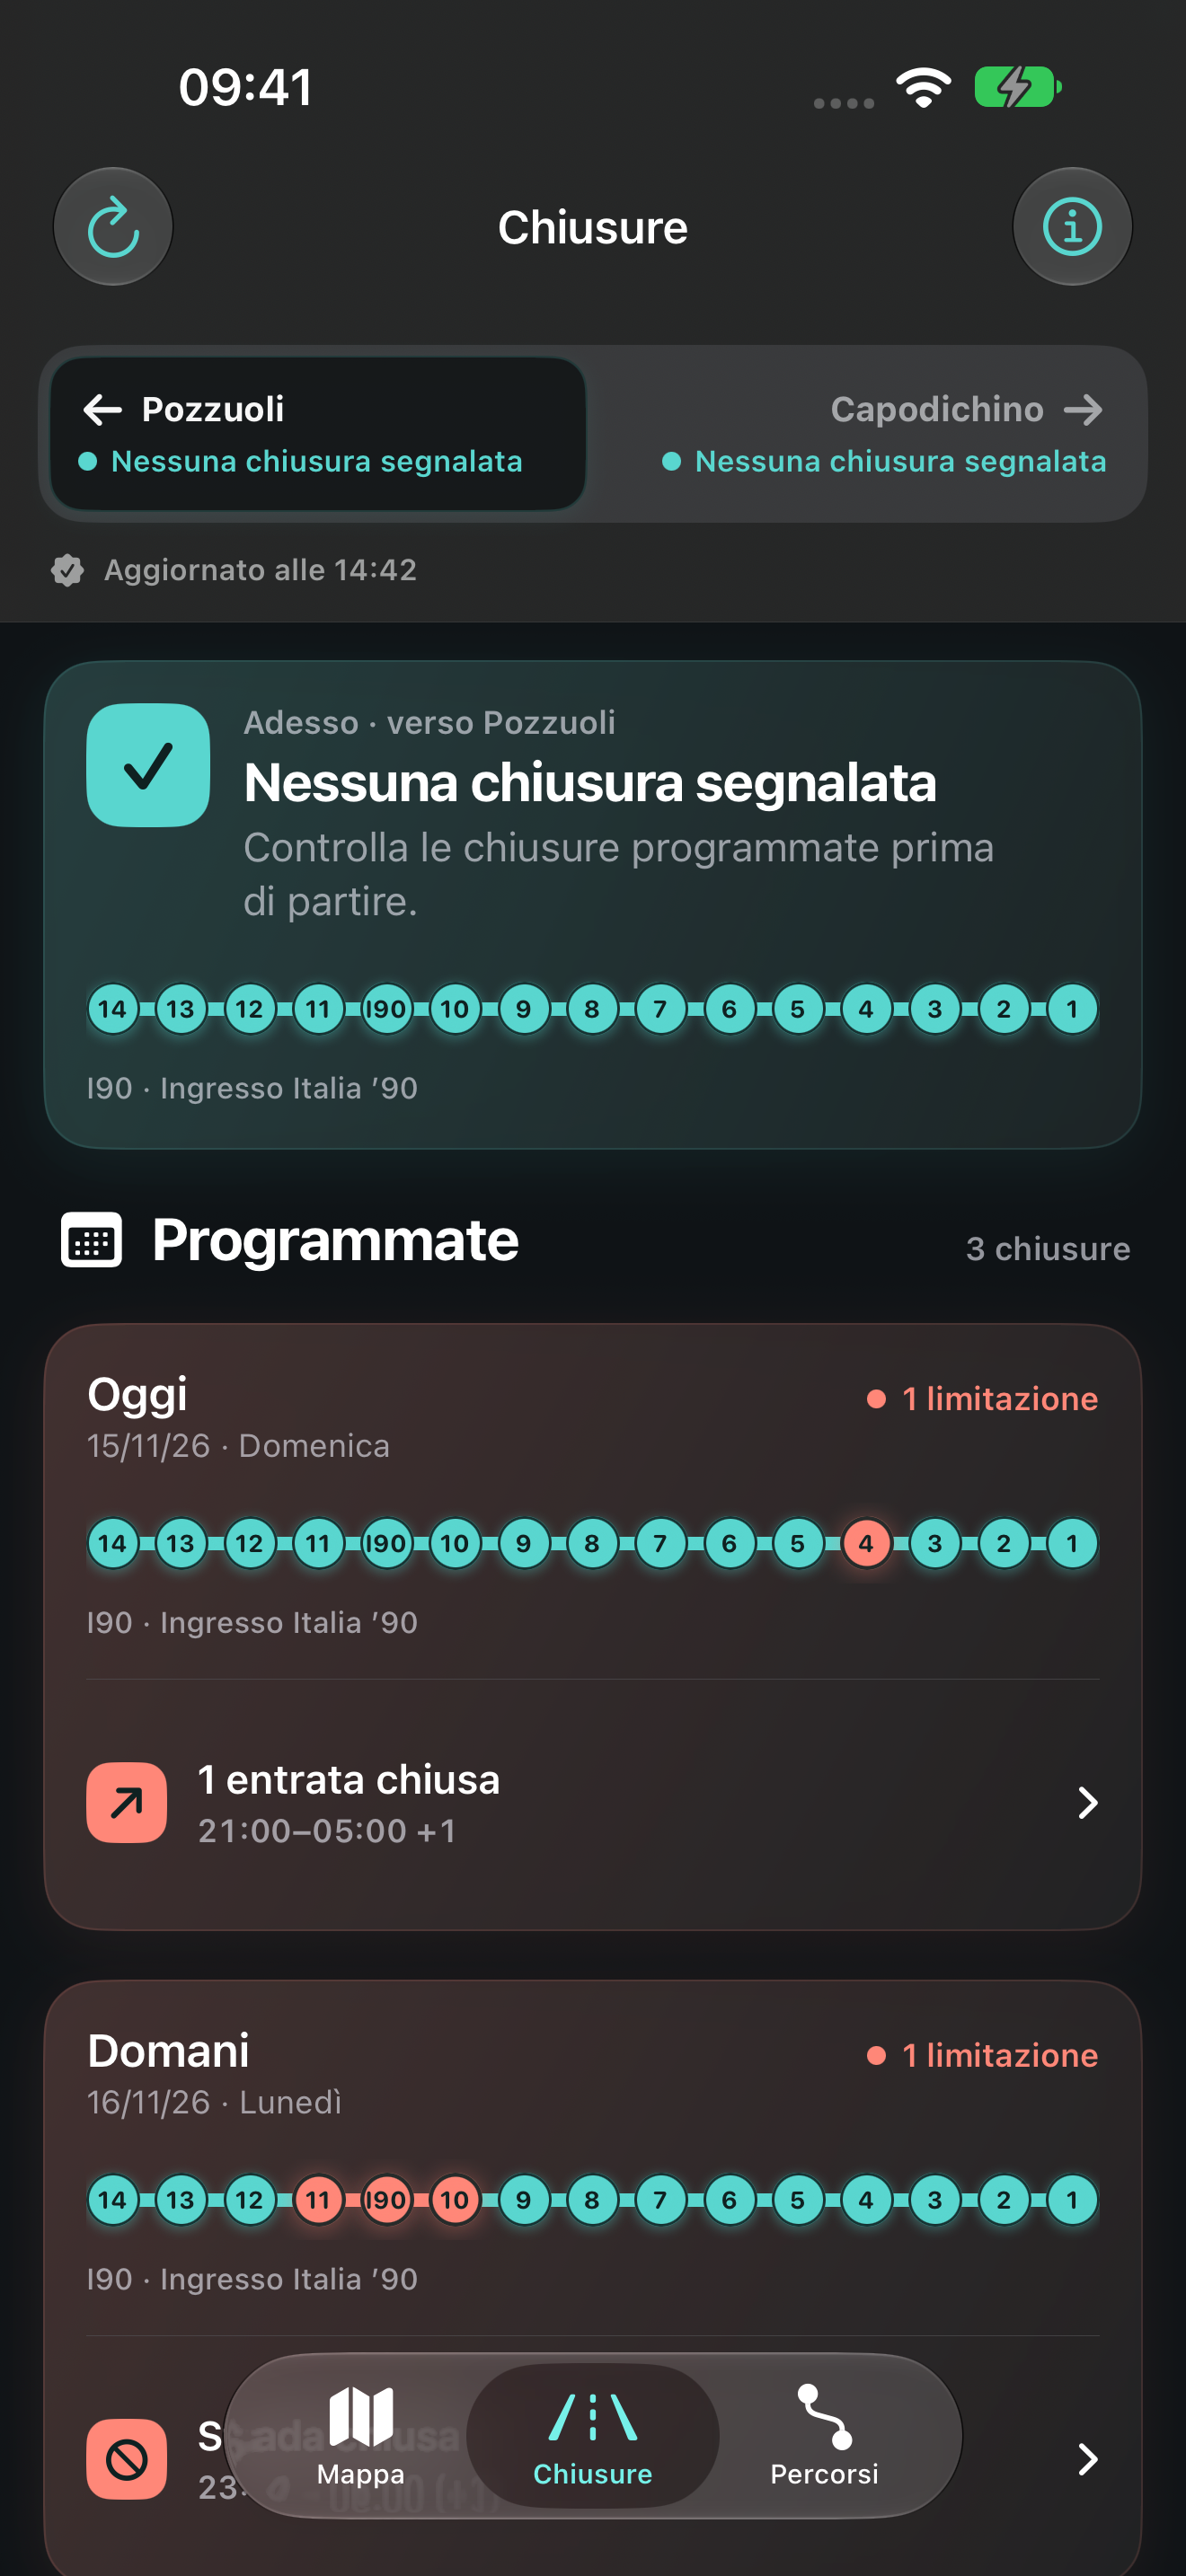 09:41
Chiusure
Pozzuoli
Nessuna chiusura segnalata
Capodichino
Nessuna chiusura segnalata
Aggiornato alle 14:42
Adesso · verso Pozzuoli
Nessuna chiusura segnalata
Controlla le chiusure programmate prima
di partire.
14 13 12 11 I90 10 9 8 7 6 5 4 3 2 1
I90 · Ingresso Italia ’90
Programmate
3 chiusure
Oggi
1 limitazione
15/11/26 · Domenica
14 13 12 11 I90 10 9 8 7 6 5 4 3 2 1
I90 · Ingresso Italia ’90
1 entrata chiusa
21:00–05:00 +1
Domani
1 limitazione
16/11/26 · Lunedì
14 13 12 11 I90 10 9 8 7 6 5 4 3 2 1
I90 · Ingresso Italia ’90
Mappa
Chiusure
Percorsi